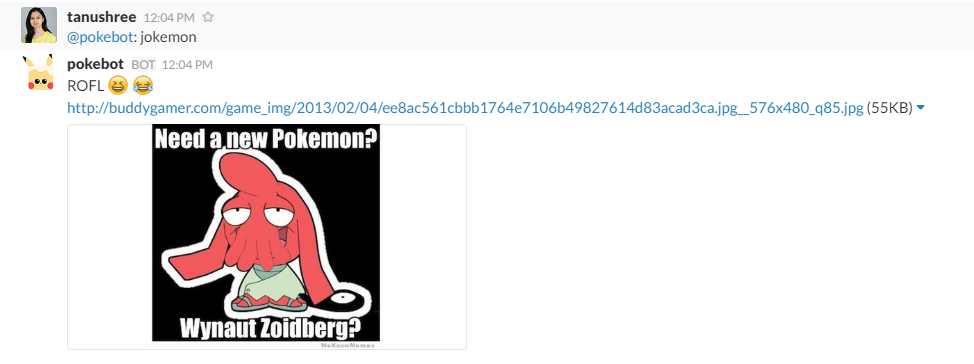 tanushree 12:04 PM
@pokebot: jokemon
pokebot BOT 12:04 PM
ROFL 😆 😂
http://buddygamer.com/game_img/2013/02/04/ee8ac561cbbb1764e7106b49827614d83acad3ca.jpg__576x480_q85.jpg (55KB)
Need a new Pokemon?
Wynaut Zoidberg?
WeKnowMemes